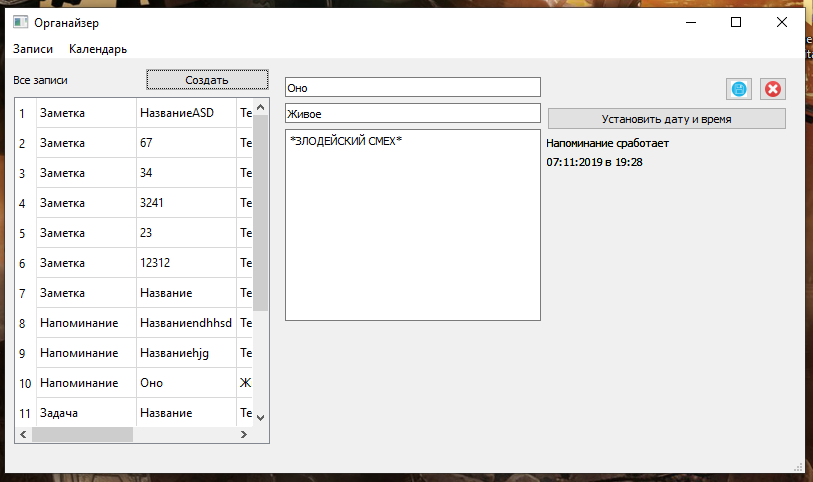 Органайзер
Записи Календарь
Все записи Создать
1 Заметка НазваниеASD Те
2 Заметка 67 Те
3 Заметка 34 Те
4 Заметка 3241 Те
5 Заметка 23 Те
6 Заметка 12312 Те
7 Заметка Название Те
8 Напоминание Названиеndhhsd Те
9 Напоминание Названиеhjg Те
10 Напоминание Оно Ж
11 Задача Название Те
Оно
Живое
*ЗЛОДЕЙСКИЙ СМЕХ*
Установить дату и время
Напоминание сработает
07:11:2019 в 19:28